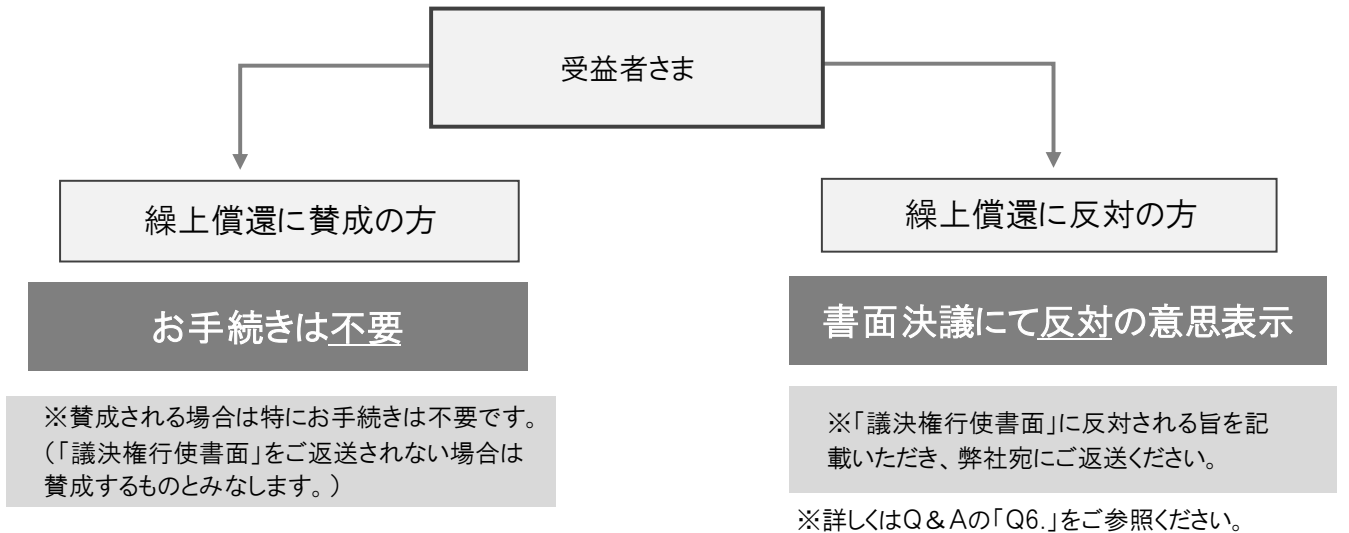 受益者さま
繰上償還に賛成の方
お手続きは不要
※賛成される場合は特にお手続きは不要です。
（「議決権行使書面」をご返送されない場合は
賛成するものとみなします。）
繰上償還に反対の方
書面決議にて反対の意思表示
※「議決権行使書面」に反対される旨を記
載いただき、弊社宛にご返送ください。
※詳しくはＱ＆Ａの「Q6.」をご参照ください。